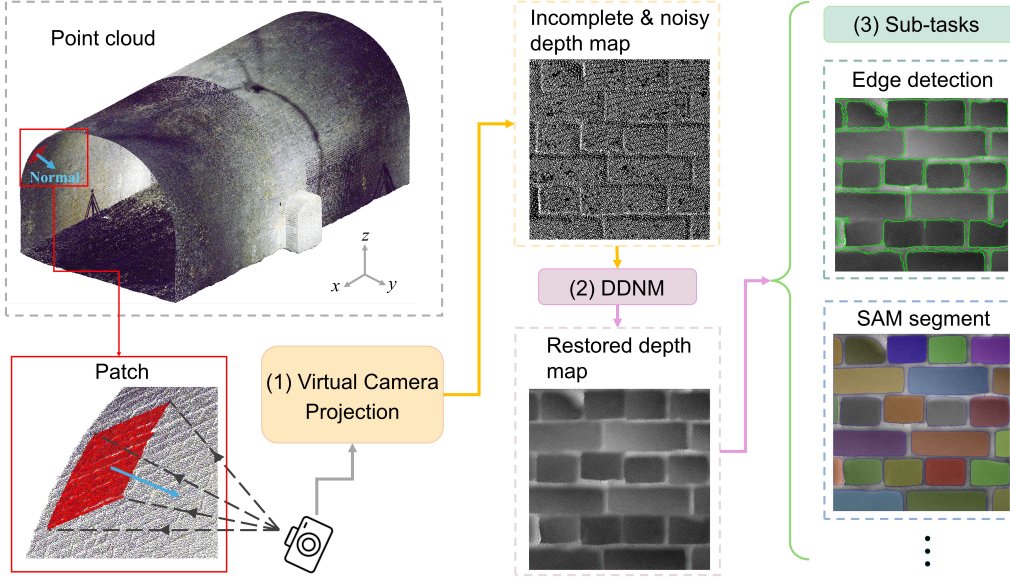 Point cloud
Normal
z
x
y
Patch
(1) Virtual Camera
Projection
Incomplete & noisy
depth map
(2) DDNM
Restored depth
map
(3) Sub-tasks
Edge detection
SAM segment